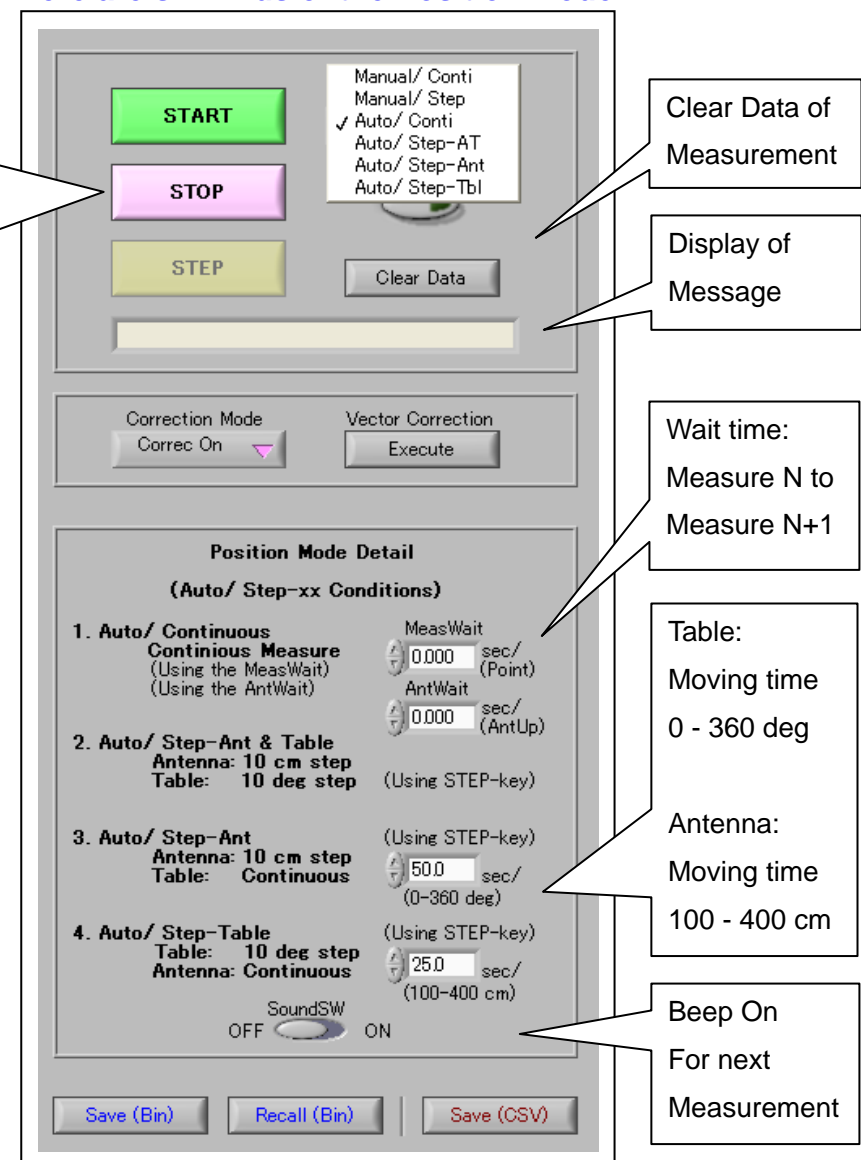 START
STOP
STEP
Manual/ Conti
Manual/ Step
✓ Auto/ Conti
Auto/ Step-AT
Auto/ Step-Ant
Auto/ Step-Tbl
Clear Data
Clear Data of
Measurement
Display of
Message
Correction Mode
Correc On
Vector Correction
Execute
Wait time:
Measure N to
Measure N+1
Position Mode Detail
(Auto/ Step-xx Conditions)
1. Auto/ Continuous
Continious Measure
(Using the MeasWait)
(Using the AntWait)
MeasWait
0.000 sec/
(Point)
AntWait
0.000 sec/
(AntUp)
2. Auto/ Step-Ant & Table
Antenna: 10 cm step
Table: 10 deg step (Using STEP-key)
3. Auto/ Step-Ant (Using STEP-key)
Antenna: 10 cm step
Table: Continuous
50.0 sec/
(0-360 deg)
4. Auto/ Step-Table (Using STEP-key)
Table: 10 deg step
Antenna: Continuous
25.0 sec/
(100-400 cm)
SoundSW
OFF ON
Table:
Moving time
0 - 360 deg
Antenna:
Moving time
100 - 400 cm
Beep On
For next
Measurement
Save (Bin) Recall (Bin) Save (CSV)